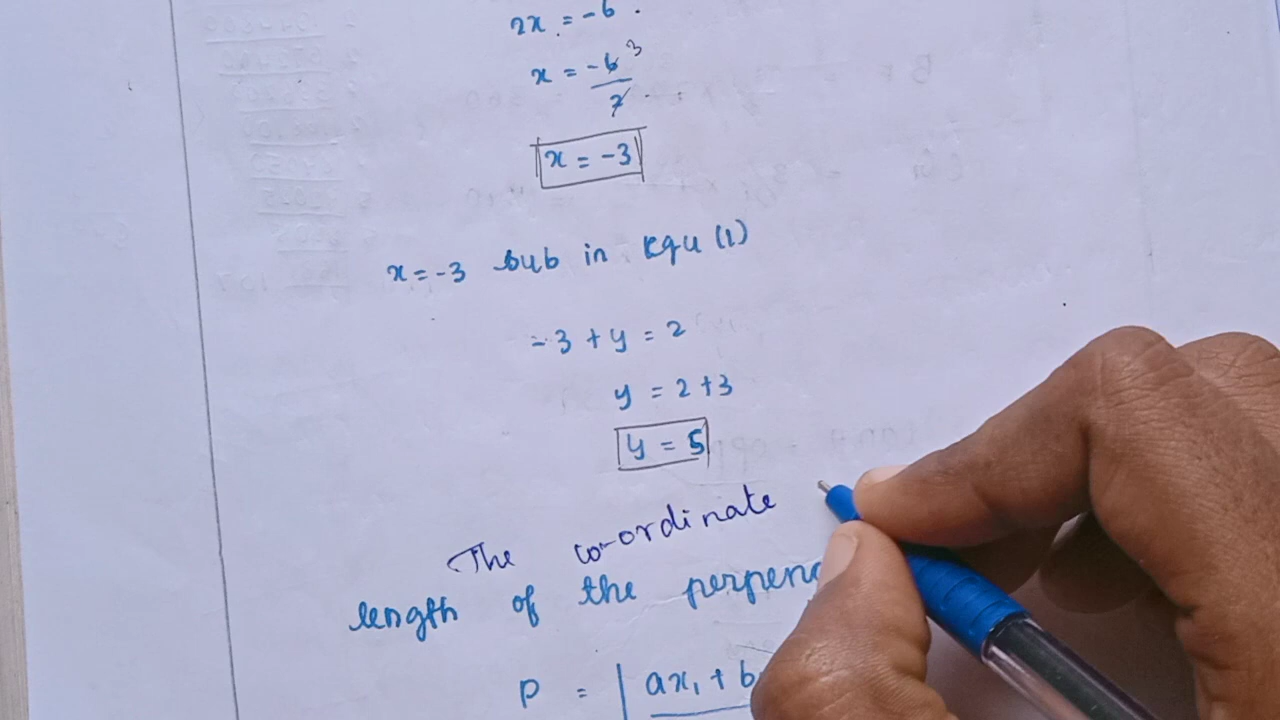 2x = -6.
x = -6 3
2
x = -3
x = -3 sub in Equ (1)
-3 + y = 2
y = 2+3
y = 5
The co-ordinate
length of the perpend
P = | ax₁ + b